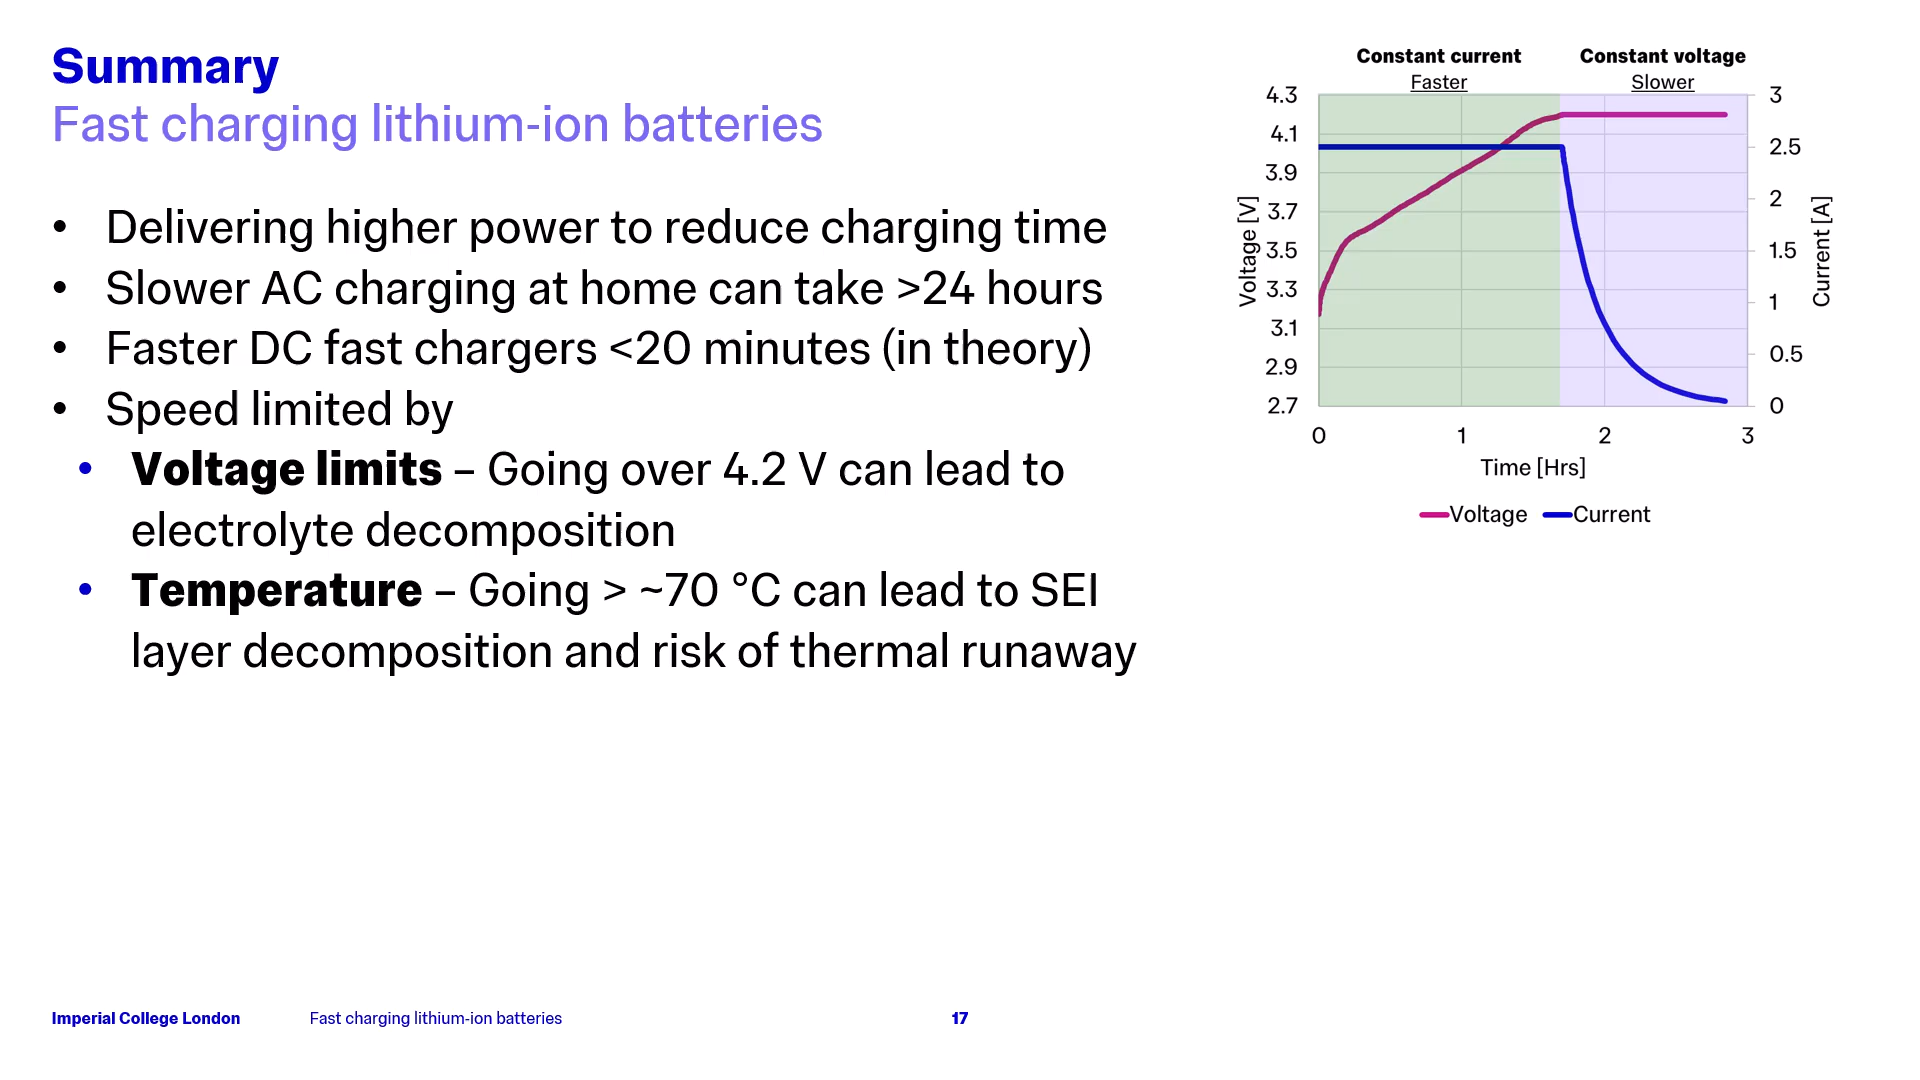 Summary
Fast charging lithium-ion batteries
• Delivering higher power to reduce charging time
• Slower AC charging at home can take >24 hours
• Faster DC fast chargers <20 minutes (in theory)
• Speed limited by
• Voltage limits – Going over 4.2 V can lead to
electrolyte decomposition
• Temperature – Going > ~70 °C can lead to SEI
layer decomposition and risk of thermal runaway
Constant current
Faster
Constant voltage
Slower
Voltage [V]
4.3
4.1
3.9
3.7
3.5
3.3
3.1
2.9
2.7
3
2.5
2
1.5
1
0.5
0
Current [A]
0 1 2 3
Time [Hrs]
Voltage Current
Imperial College London Fast charging lithium-ion batteries 17